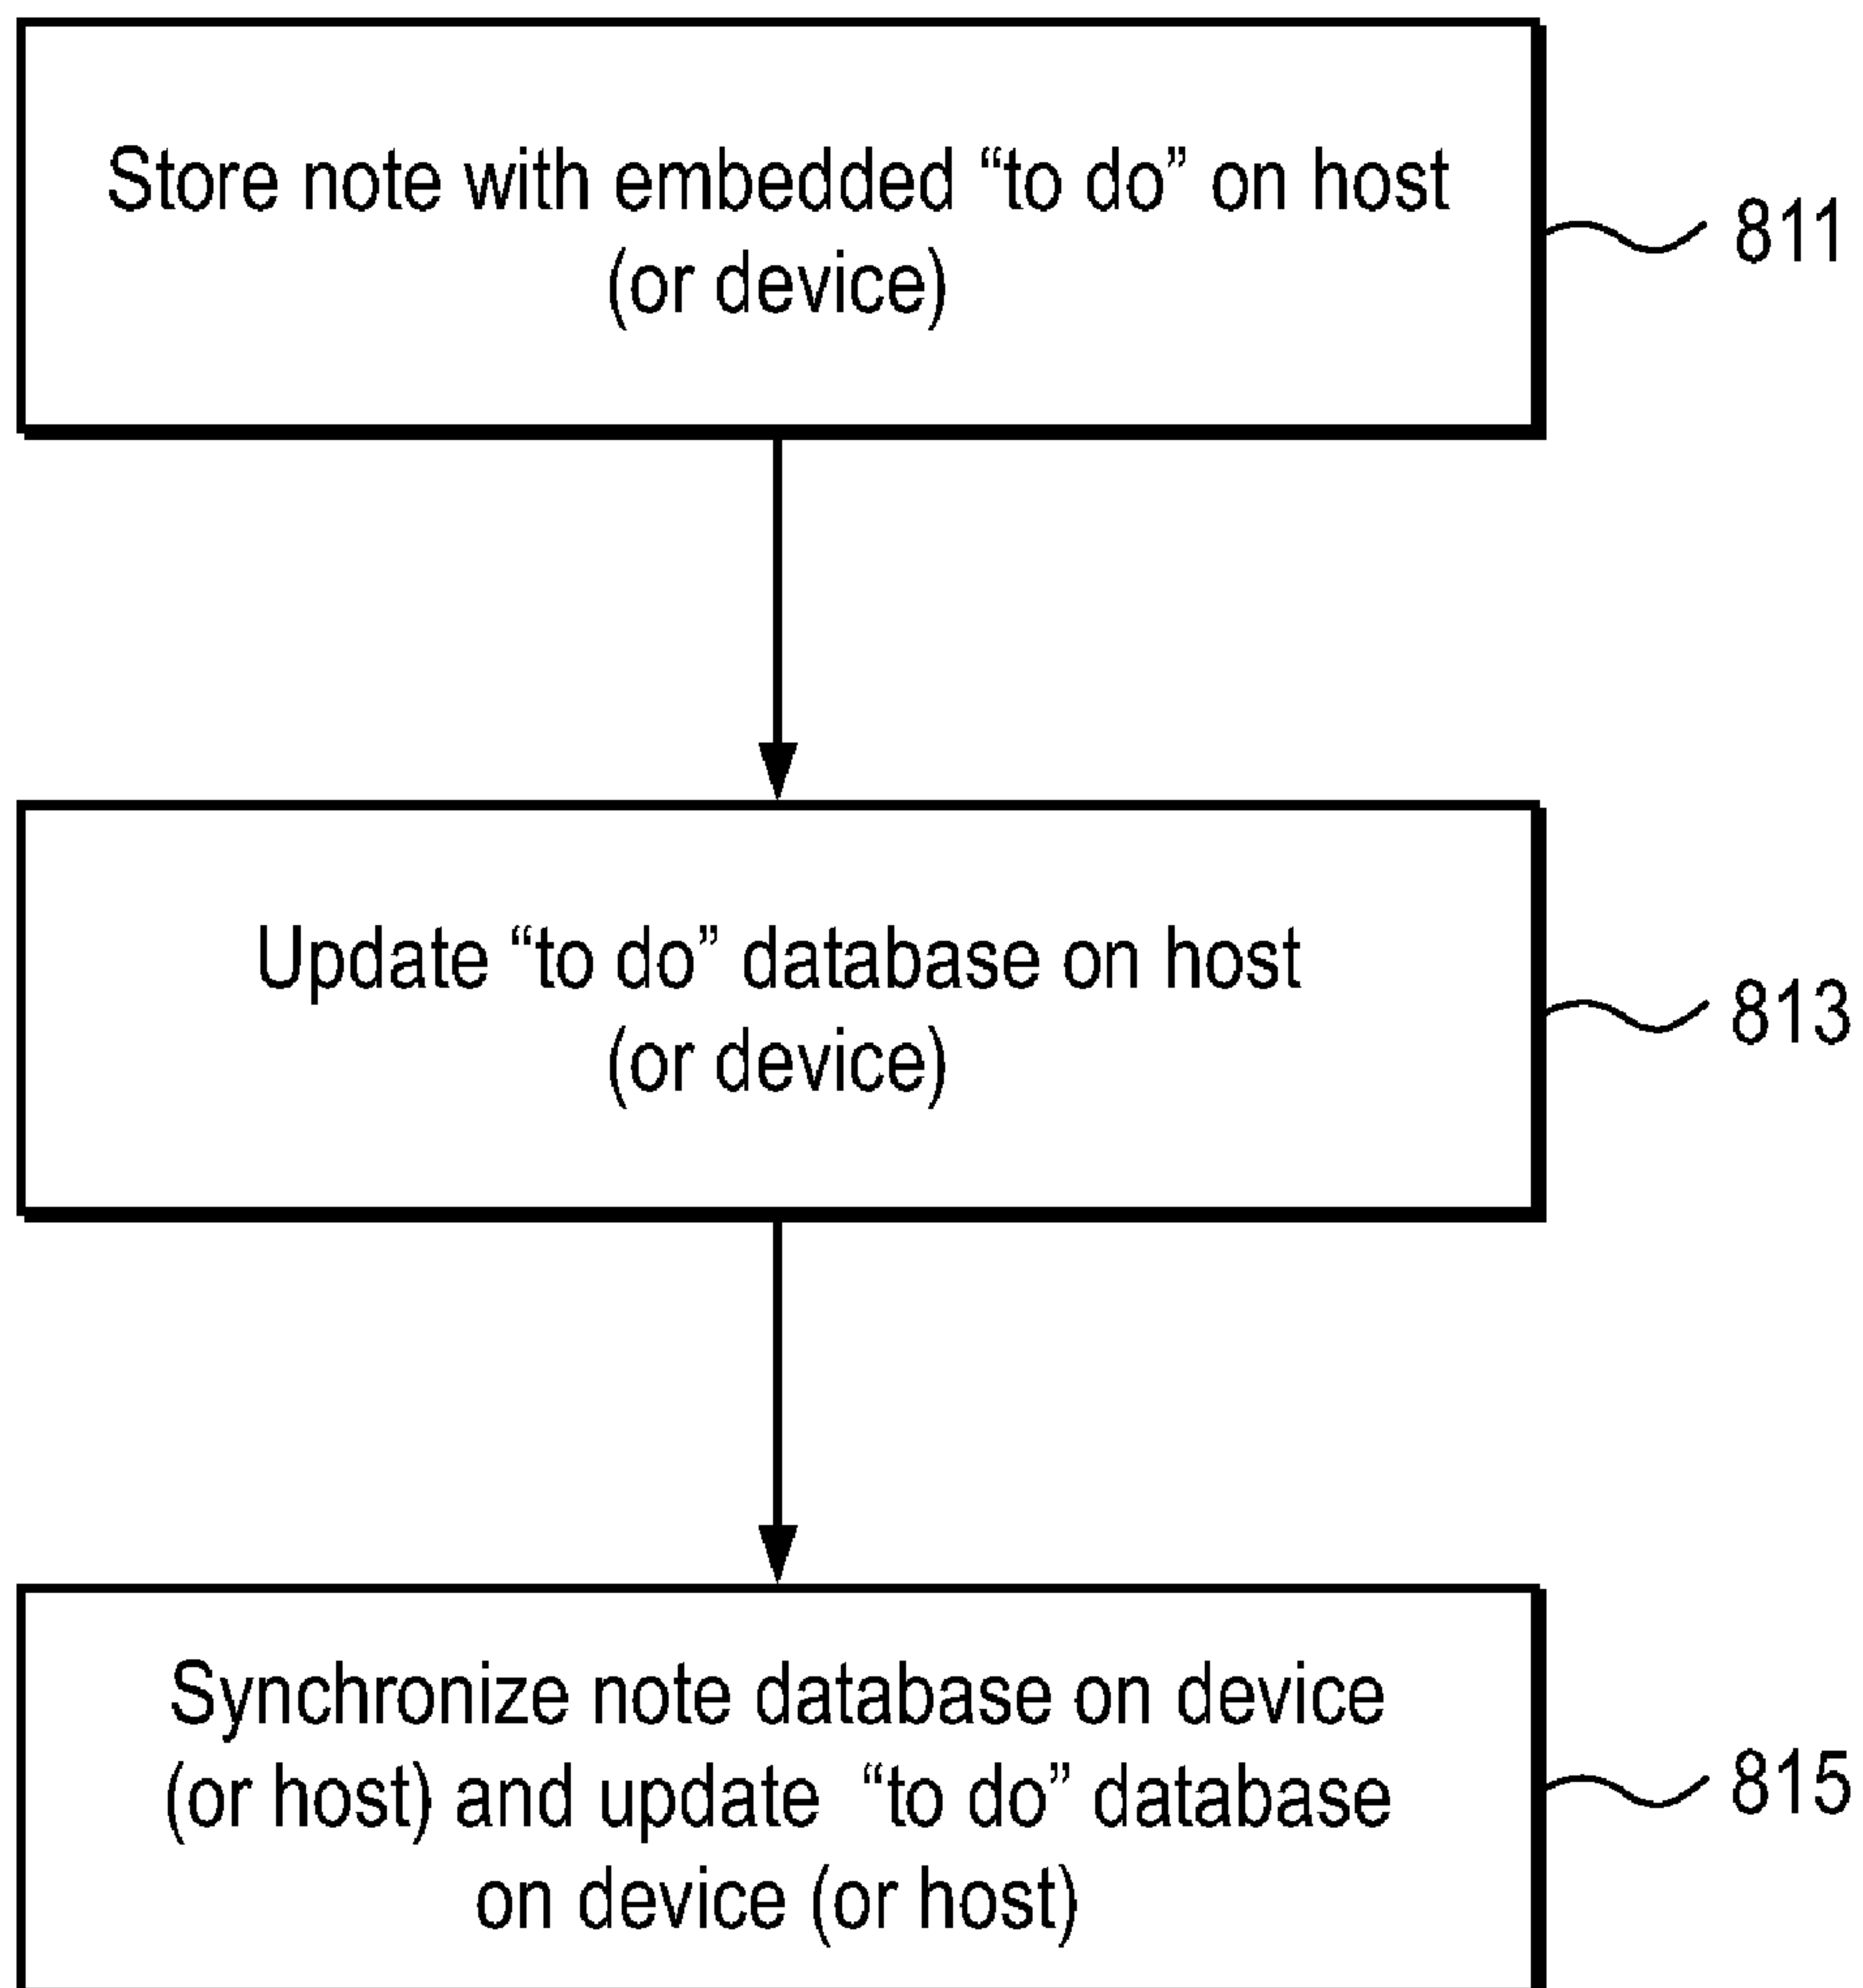 Store note with embedded “to do” on host
(or device)
811
Update “to do” database on host
(or device)
813
Synchronize note database on device
(or host) and update “to do” database
on device (or host)
815